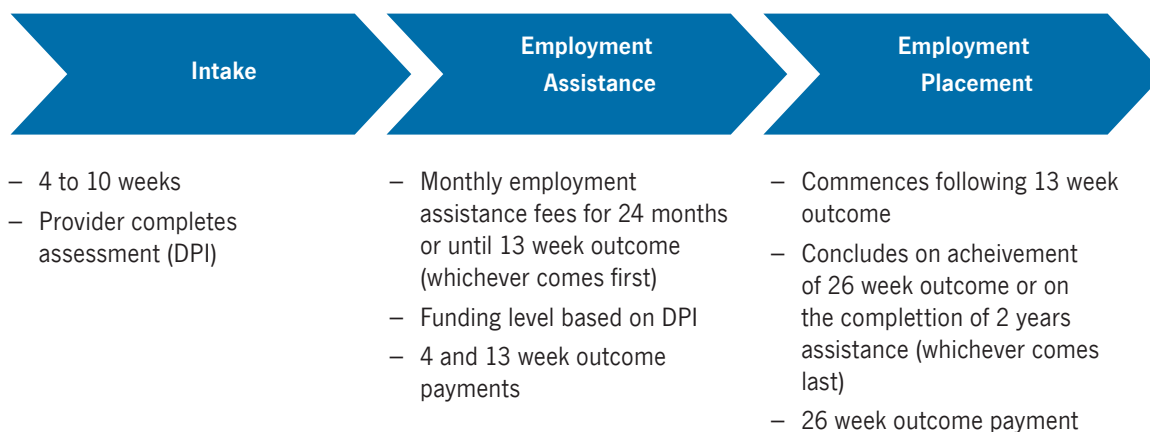 Intake
Employment
Assistance
Employment
Placement
– 4 to 10 weeks
– Provider completes
assessment (DPI)
– Monthly employment
assistance fees for 24 months
or until 13 week outcome
(whichever comes first)
– Funding level based on DPI
– 4 and 13 week outcome
payments
– Commences following 13 week
outcome
– Concludes on acheivement
of 26 week outcome or on
the complettion of 2 years
assistance (whichever comes
last)
– 26 week outcome payment